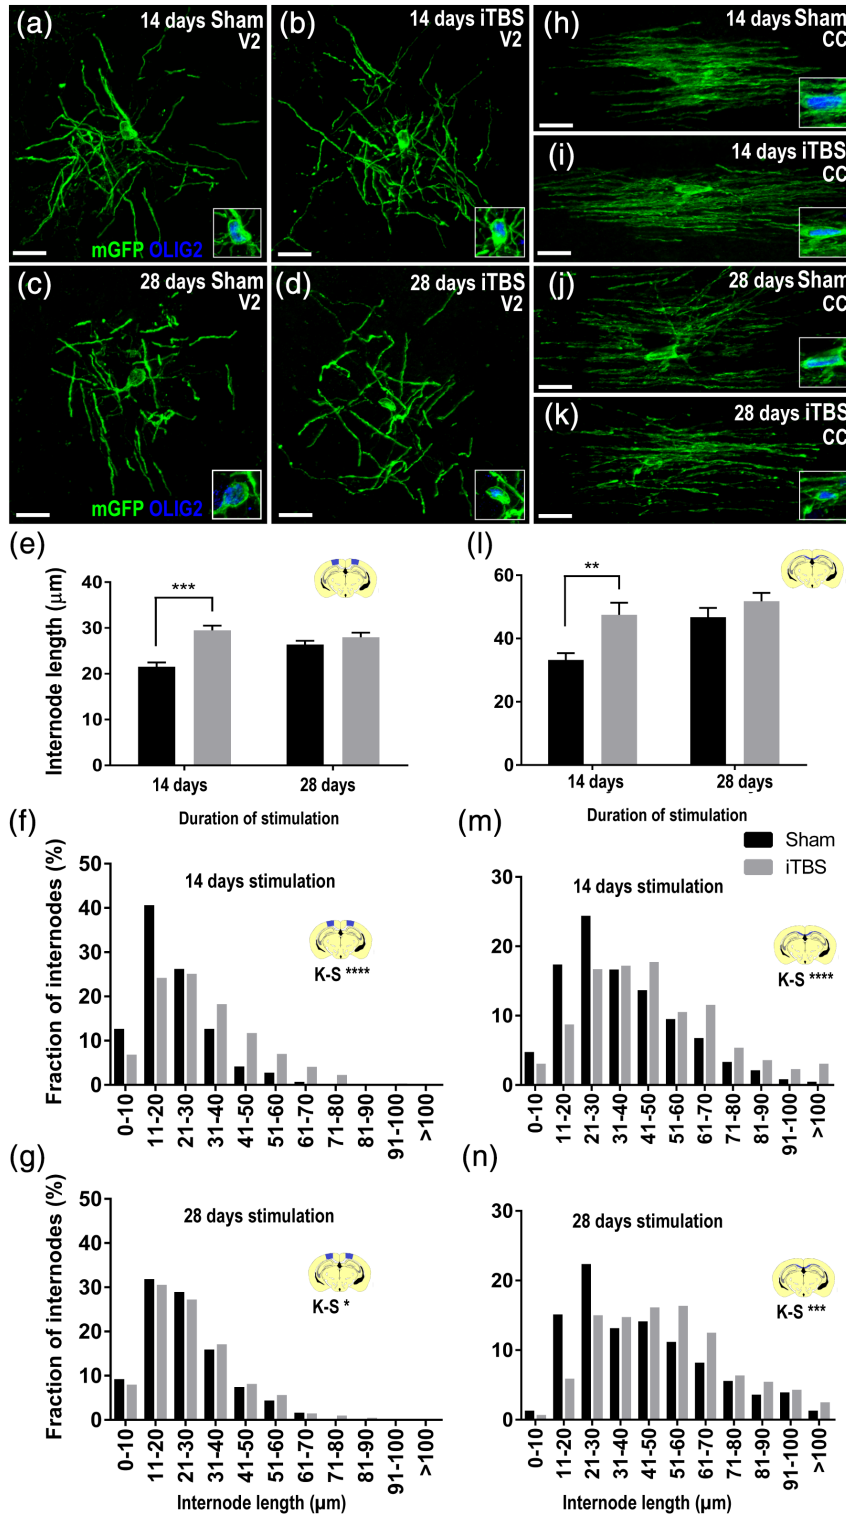 (a) 14 days Sham
V2
mGFP OLIG2
(b) 14 days iTBS
V2
(h) 14 days Sham
CC
(i) 14 days iTBS
CC
(c) 28 days Sham
V2
mGFP OLIG2
(d) 28 days iTBS
V2
(j) 28 days Sham
CC
(k) 28 days iTBS
CC
(e)
Internode length (μm)
40
30
20
10
0
***
14 days
28 days
Duration of stimulation
(l)
60
40
20
0
**
14 days
28 days
Duration of stimulation
Sham
iTBS
(f)
Fraction of internodes (%)
50
40
30
20
10
0
14 days stimulation
K-S ****
0-10
11-20
21-30
31-40
41-50
51-60
61-70
71-80
81-90
91-100
>100
(m)
30
20
10
0
14 days stimulation
K-S ****
0-10
11-20
21-30
31-40
41-50
51-60
61-70
71-80
81-90
91-100
>100
(g)
Fraction of internodes (%)
50
40
30
20
10
0
28 days stimulation
K-S *
0-10
11-20
21-30
31-40
41-50
51-60
61-70
71-80
81-90
91-100
>100
Internode length (μm)
(n)
30
20
10
0
28 days stimulation
K-S ***
0-10
11-20
21-30
31-40
41-50
51-60
61-70
71-80
81-90
91-100
>100
Internode length (μm)